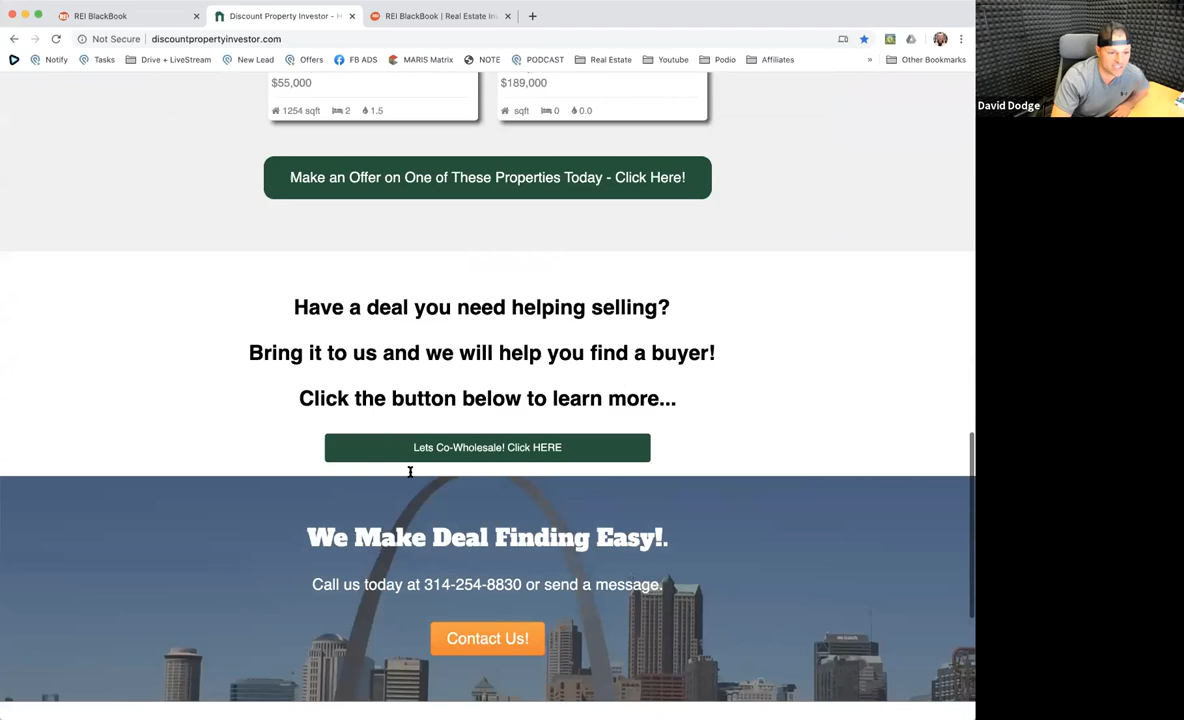 REI BlackBook
Discount Property Investor - H
REI BlackBook | Real Estate In
Not Secure
discountpropertyinvestor.com
Notify
Tasks
Drive + LiveStream
New Lead
Offers
FB ADS
MARIS Matrix
NOTE
PODCAST
Real Estate
Youtube
Podio
Affiliates
»
Other Bookmarks
David Dodge
$55,000
1254 sqft 2 1.5
$189,000
sqft 0 0.0
Make an Offer on One of These Properties Today - Click Here!
Have a deal you need helping selling?
Bring it to us and we will help you find a buyer!
Click the button below to learn more...
Lets Co-Wholesale! Click HERE
We Make Deal Finding Easy!.
Call us today at 314-254-8830 or send a message.
Contact Us!